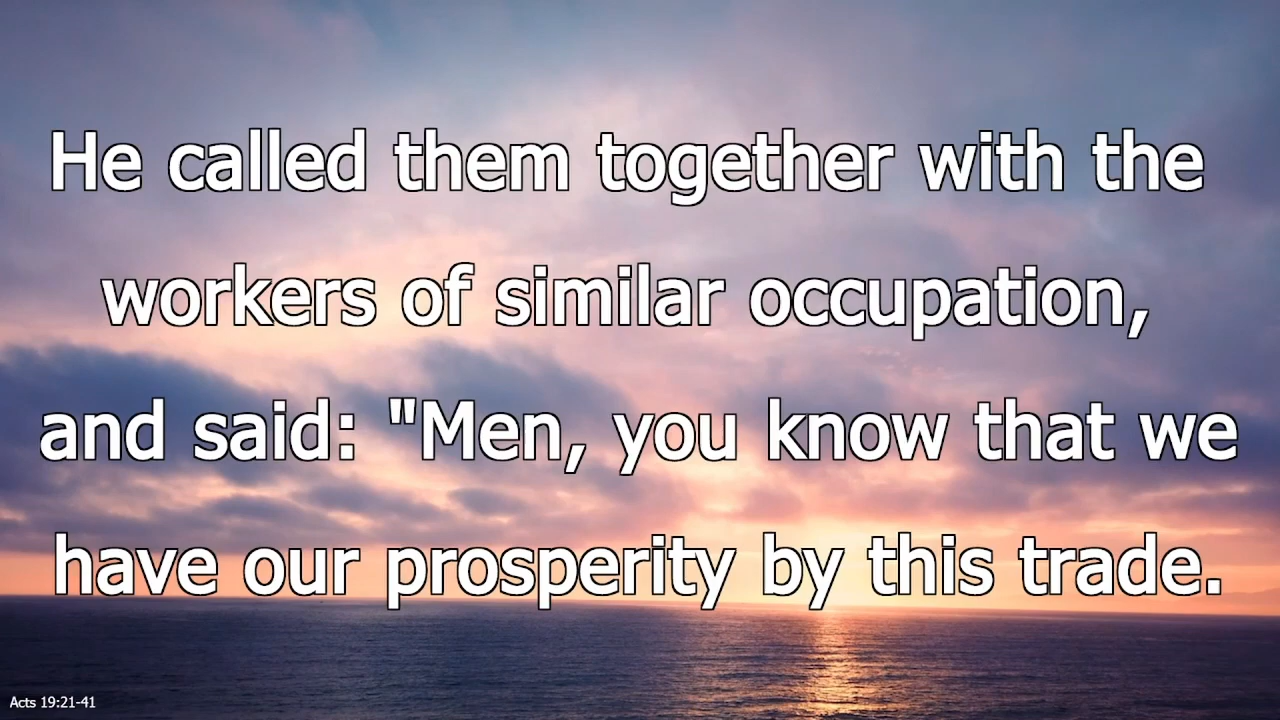 He called them together with the
workers of similar occupation,
and said: "Men, you know that we
have our prosperity by this trade.
Acts 19:21-41